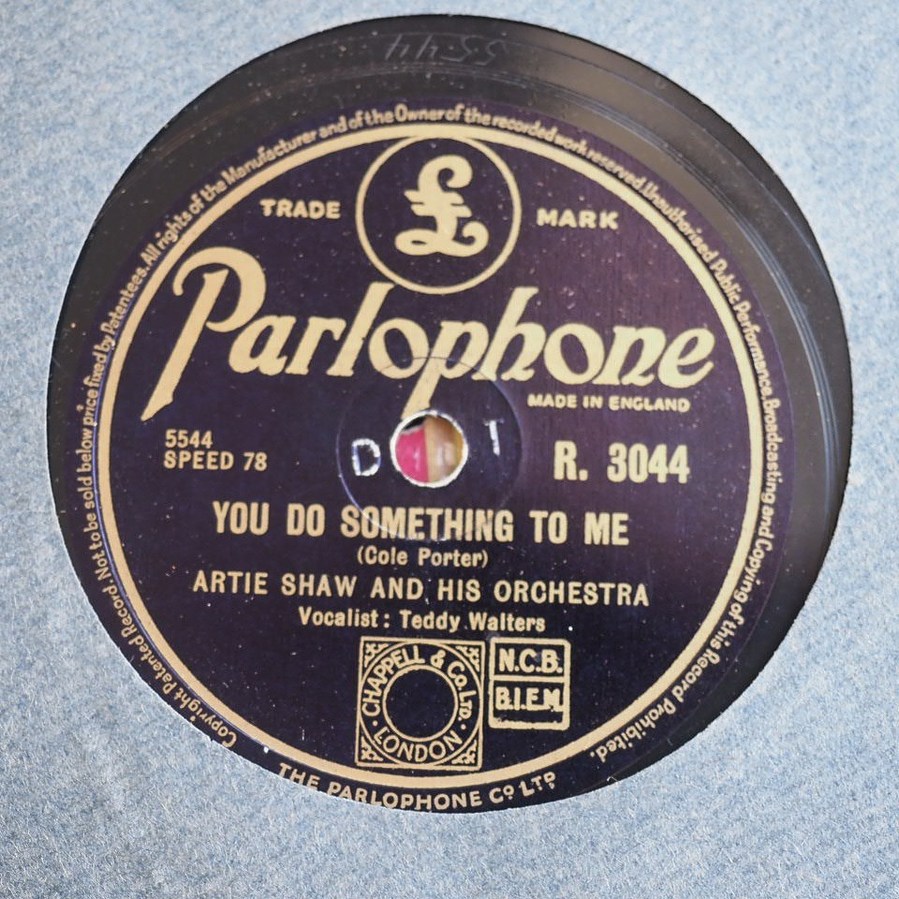 5544
Copyright Patented Record. Not to be sold below price fixed by Patentees. All rights of the Manufacturer and of the Owner of the recorded work reserved. Unauthorised Public Performance, Broadcasting and Copying of this Record Prohibited.
TRADE £ MARK
Parlophone
MADE IN ENGLAND
5544
SPEED 78
D T
R. 3044
YOU DO SOMETHING TO ME
(Cole Porter)
ARTIE SHAW AND HIS ORCHESTRA
Vocalist : Teddy Walters
CHAPPELL & Co. LTD.
LONDON
N.C.B.
B.I.E.M.
THE PARLOPHONE Co LTD